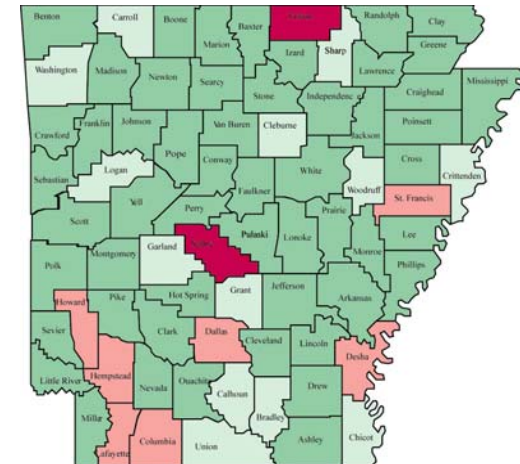 Benton
Carroll
Boone
Baxter
Randolph
Clay
Marion
Izard
Sharp
Greene
Lawrence
Washington
Madison
Newton
Searcy
Stone
Independenc
Craighead
Mississippi
Crawford
Franklin
Johnson
Van Buren
Cleburne
Jackson
Poinsett
Sebastian
Logan
Pope
Conway
Faulkner
White
Woodruff
Cross
Crittenden
St. Francis
Scott
Yell
Perry
Pulaski
Lonoke
Prairie
Lee
Monroe
Phillips
Polk
Montgomery
Garland
Grant
Jefferson
Arkansas
Howard
Pike
Hot Spring
Sevier
Clark
Dallas
Cleveland
Lincoln
Desha
Little River
Hempstead
Nevada
Ouachita
Calhoun
Bradley
Drew
Lafayette
Columbia
Union
Ashley
Chicot